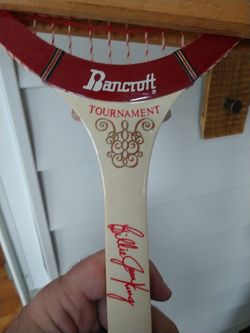 Bancroft
TOURNAMENT
Billie Jean King